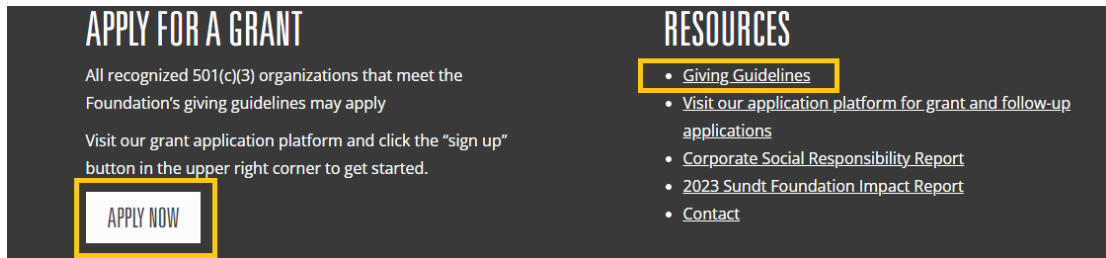 APPLY FOR A GRANT
All recognized 501(c)(3) organizations that meet the
Foundation's giving guidelines may apply
Visit our grant application platform and click the “sign up”
button in the upper right corner to get started.
APPLY NOW
RESOURCES
• Giving Guidelines
• Visit our application platform for grant and follow-up
applications
• Corporate Social Responsibility Report
• 2023 Sundt Foundation Impact Report
• Contact